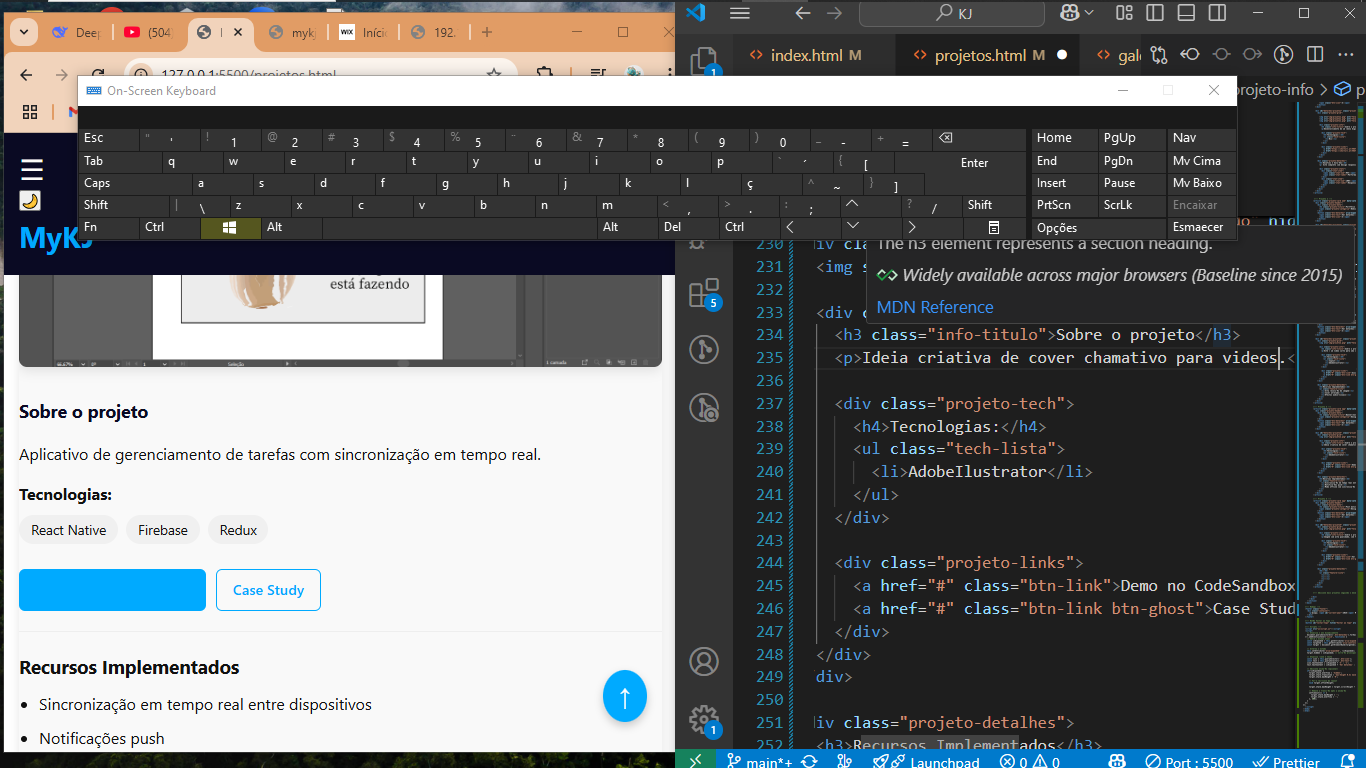 Deep
(504)
mykj
Iníci
192.
127.0.0.1:5500/projetos.html
KJ
index.html M
projetos.html M
gale
projeto-info
On-Screen Keyboard
Esc " ' ! 1 @ 2 # 3 $ 4 % 5 ¨ 6 & 7 * 8 ( 9 ) 0 _ - + = Home PgUp Nav
Tab q w e r t y u i o p ` ´ { [ Enter End PgDn Mv Cima
Caps a s d f g h j k l ç ^ ~ } ] Insert Pause Mv Baixo
Shift | \ z x c v b n m < , > . : ; ? / Shift PrtScn ScrLk Encaixar
Fn Ctrl Alt Alt Del Ctrl Opções Esmaecer
MyKJ
está fazendo
Sobre o projeto
Aplicativo de gerenciamento de tarefas com sincronização em tempo real.
Tecnologias:
React Native Firebase Redux
Case Study
Recursos Implementados
• Sincronização em tempo real entre dispositivos
• Notificações push
↑
The h3 element represents a section heading.
Widely available across major browsers (Baseline since 2015)
MDN Reference
230 iv cla
231 <img s
232
233 <div c
234 <h3 class="info-titulo">Sobre o projeto</h3>
235 <p>Ideia criativa de cover chamativo para videos.<
236
237 <div class="projeto-tech">
238 <h4>Tecnologias:</h4>
239 <ul class="tech-lista">
240 <li>AdobeIlustrator</li>
241 </ul>
242 </div>
243
244 <div class="projeto-links">
245 <a href="#" class="btn-link">Demo no CodeSandbox
246 <a href="#" class="btn-link btn-ghost">Case Stud
247 </div>
248 </div>
249 div>
250
251 iv class="projeto-detalhes">
252 <h3>Recursos Implementados</h3>
1
5
1
main*+ Launchpad 0 0 Port : 5500 Prettier